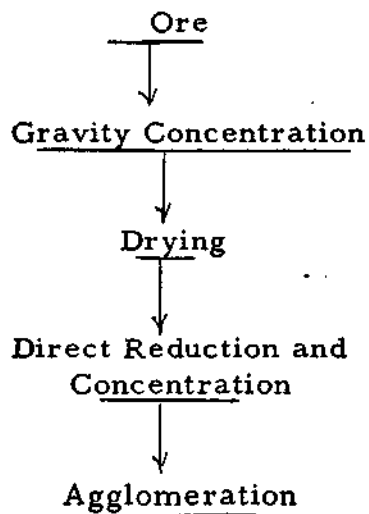 Ore
Gravity Concentration
Drying
Direct Reduction and
Concentration
Agglomeration